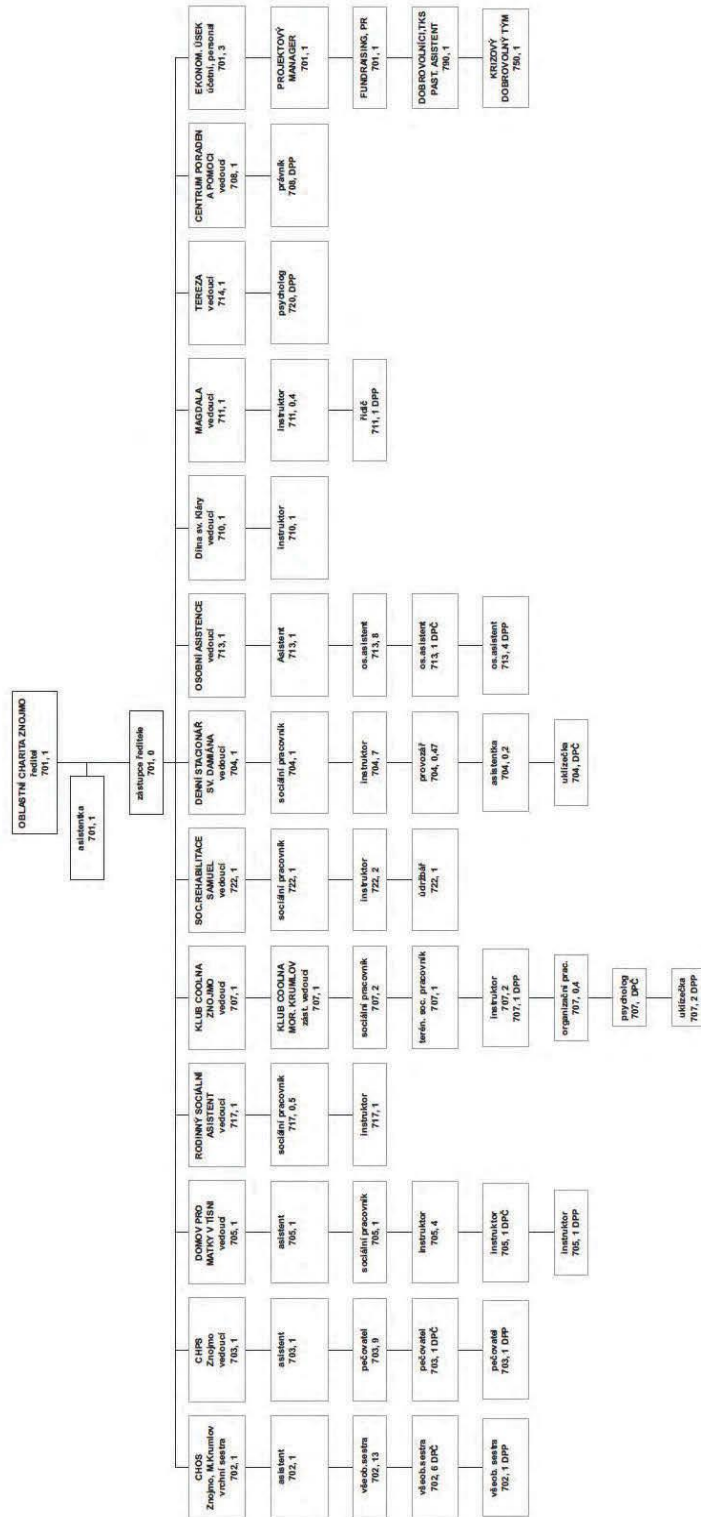 OBLASTNÍ CHARITA ZNOJMO
ředitel
701, 1
asistentka
701, 1
zástupce ředitele
701, 0
CHOS
Znojmo, M.Krumlov
vrchní sestra
702, 1
asistent
702, 1
všeob.sestra
702, 13
všeob.sestra
702, 6 DPČ
všeob. sestra
702, 1 DPP
CHPS
Znojmo
vedoucí
703, 1
asistent
703, 1
pečovatel
703, 9
pečovatel
703, 1 DPČ
pečovatel
703, 1 DPP
DOMOV PRO
MATKY V TÍSNI
vedoucí
705, 1
asistent
705, 1
sociální pracovník
705, 1
instruktor
705, 4
instruktor
705, 1 DPČ
instruktor
705, 1 DPP
RODINNÝ SOCIÁLNÍ
ASISTENT
vedoucí
717, 1
sociální pracovník
717, 0,5
instruktor
717, 1
KLUB COOLNA
ZNOJMO
vedoucí
707, 1
KLUB COOLNA
MOR. KRUMLOV
zást. vedoucí
707, 1
sociální pracovník
707, 2
terén. soc. pracovník
707, 1
instruktor
707, 2
707, 1 DPP
organizační prac.
707, 0,4
psycholog
707, DPČ
uklízečka
707, 2 DPP
SOC.REHABILITACE
SAMUEL
vedoucí
722, 1
sociální pracovník
722, 1
instruktor
722, 2
údržbář
722, 1
DENNÍ STACIONÁŘ
SV. DAMIÁNA
vedoucí
704, 1
sociální pracovník
704, 1
instruktor
704, 7
provozář
704, 0,47
asistentka
704, 0,2
uklízečka
704, DPČ
OSOBNÍ ASISTENCE
vedoucí
713, 1
Asistent
713, 1
os.asistent
713, 8
os.asistent
713, 1 DPČ
os.asistent
713, 4 DPP
Dílna sv. Kláry
vedoucí
710, 1
instruktor
710, 1
MAGDALA
vedoucí
711, 1
instruktor
711, 0,4
řidič
711, 1 DPP
TEREZA
vedoucí
714, 1
psycholog
720, DPP
CENTRUM PORADEN
A POMOCI
vedoucí
708, 1
právník
708, DPP
EKONOM. ÚSEK
účetní, personal
701, 3
PROJEKTOVÝ
MANAGER
701, 1
FUNDRAISING, PR
701, 1
DOBROVOLNÍCI,TKS
PAST. ASISTENT
790, 1
KRIZOVÝ
DOBROVOLNÝ TÝM
750, 1